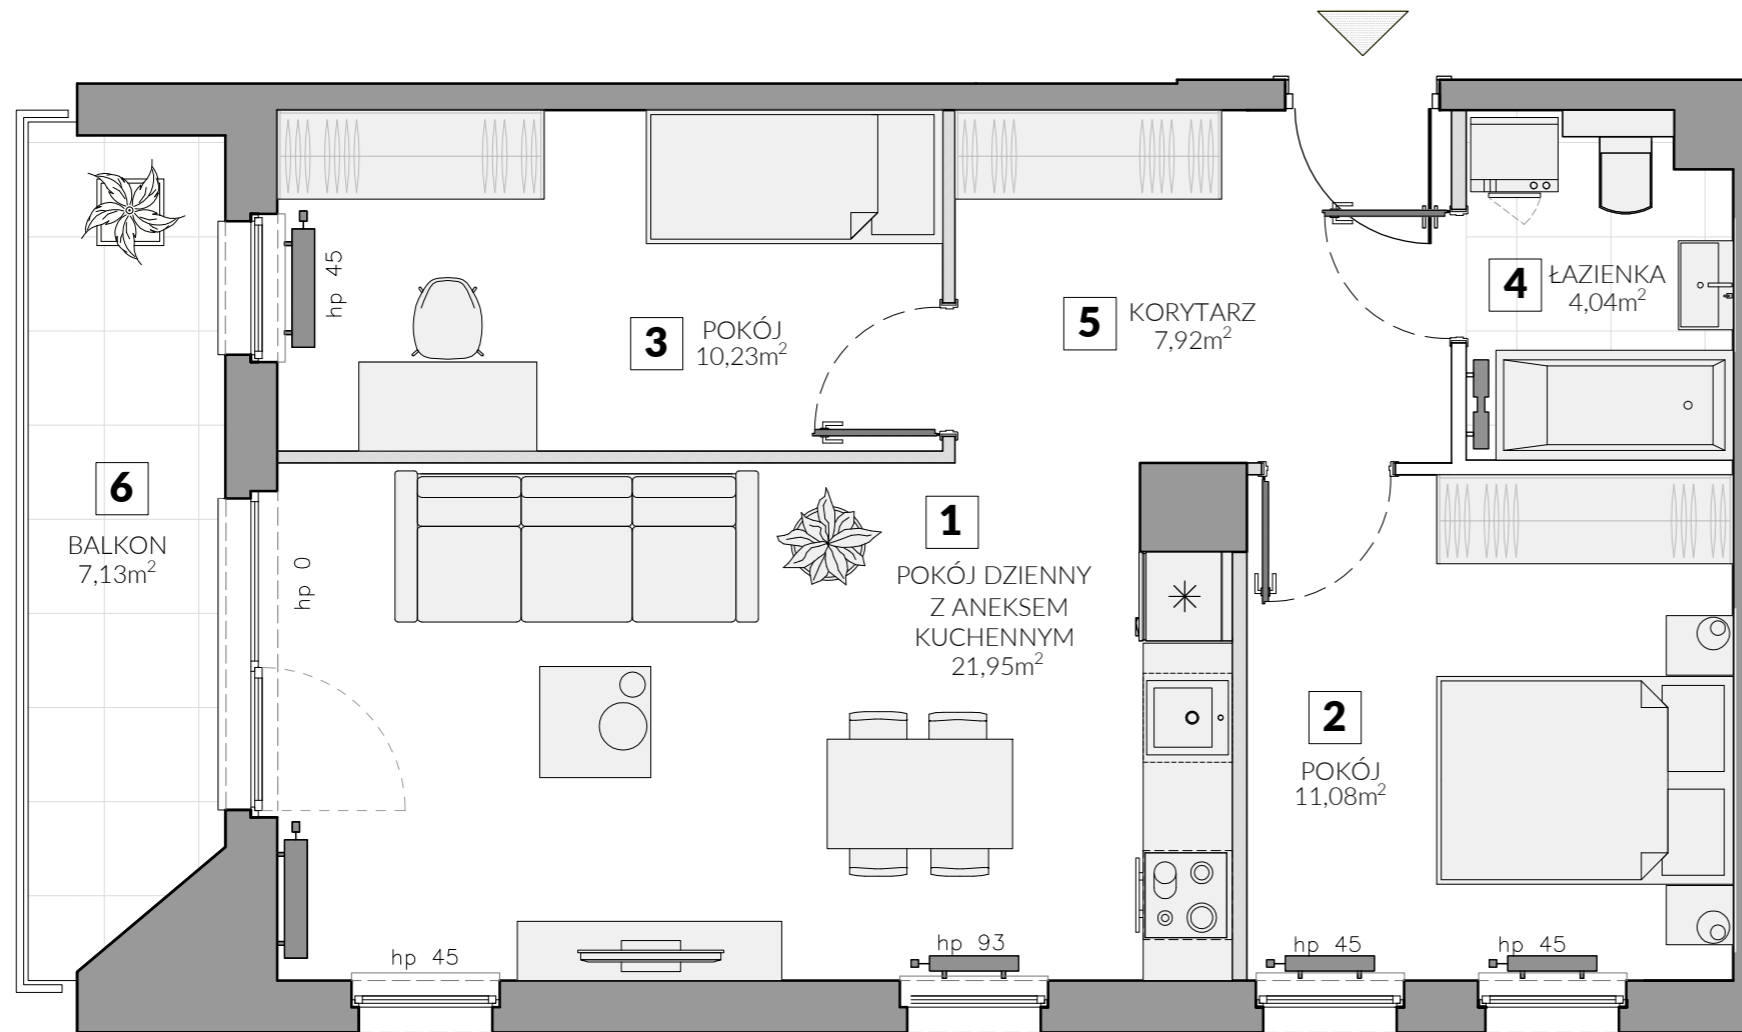 hp 45
3
POKÓJ
10,23m²
5
KORYTARZ
7,92m²
4
ŁAZIENKA
4,04m²
6
BALKON
7,13m²
hp 0
1
POKÓJ DZIENNY
Z ANEKSEM
KUCHENNYM
21,95m²
2
POKÓJ
11,08m²
hp 45
hp 93
hp 45
hp 45